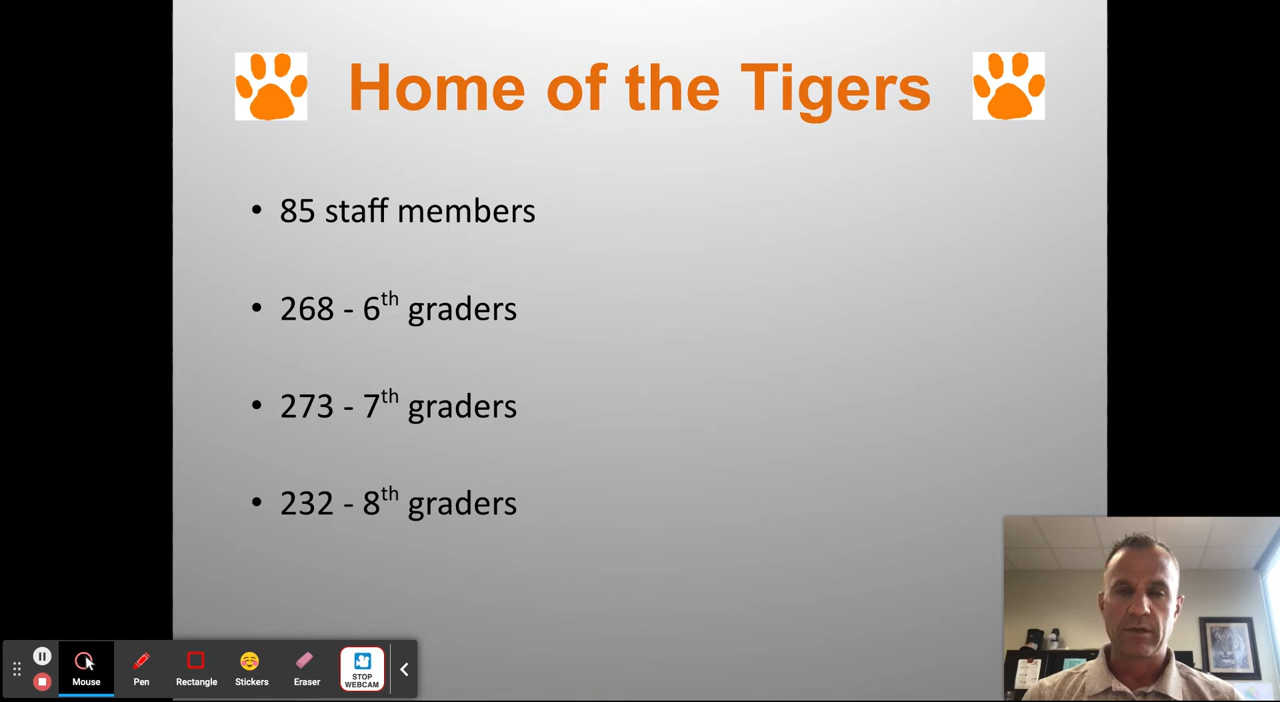 Home of the Tigers
• 85 staff members
• 268 - 6th graders
• 273 - 7th graders
• 232 - 8th graders
Mouse
Pen
Rectangle
Stickers
Eraser
STOP
WEBCAM